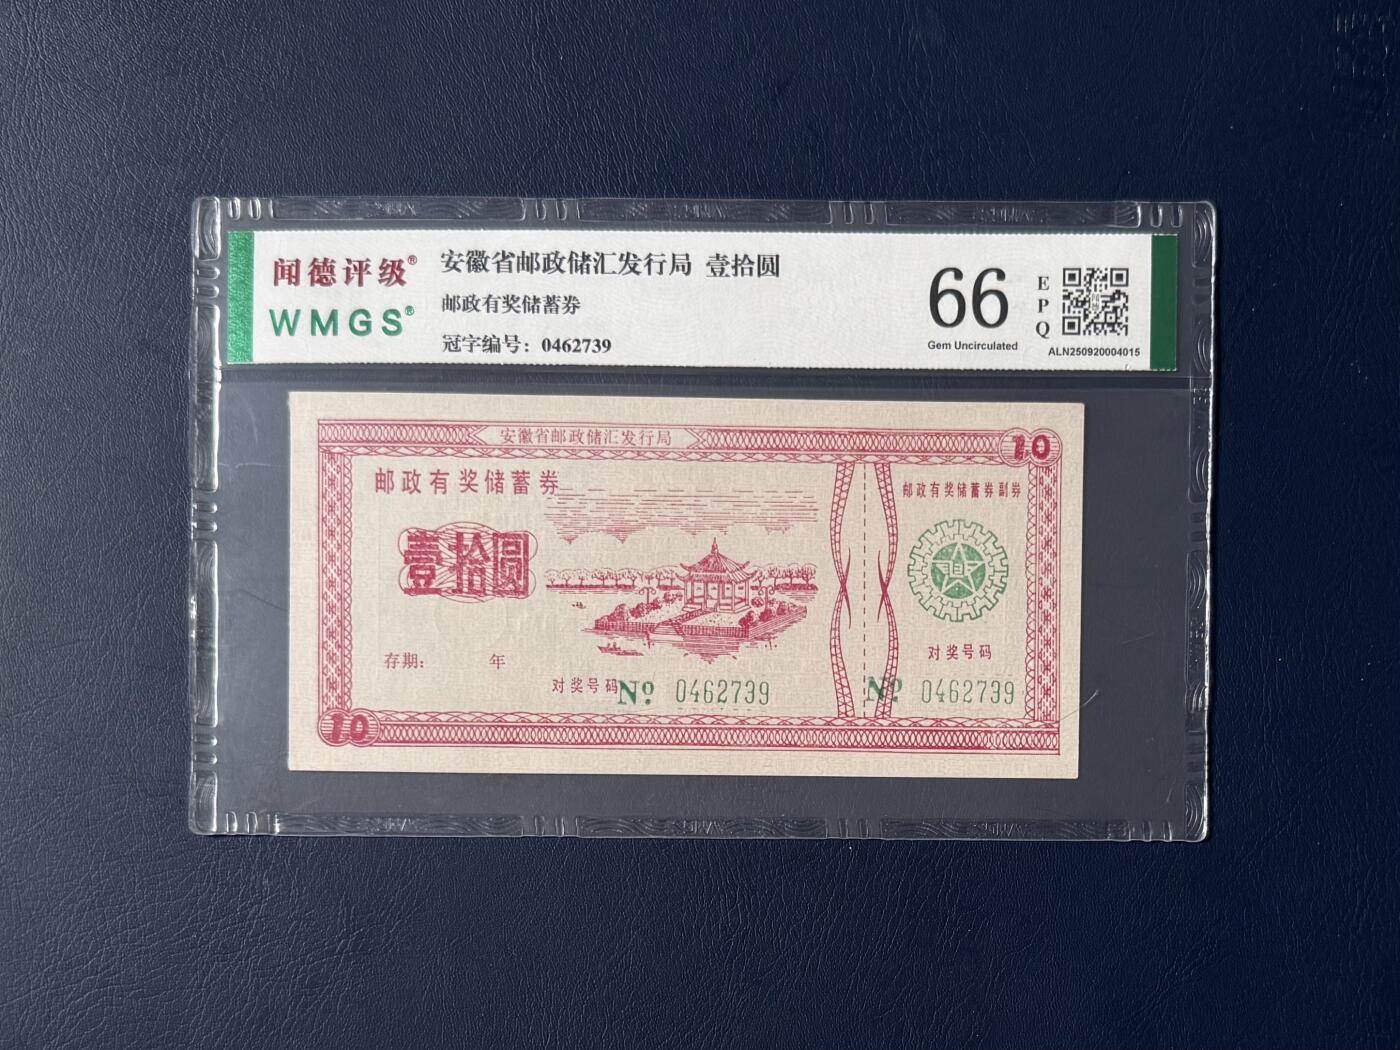 闻德评级®
WMGS®
安徽省邮政储汇发行局 壹拾圆
邮政有奖储蓄券
冠字编号：0462739
66
EPQ
Gem Uncirculated
ALN250920004015
安徽省邮政储汇发行局
10
邮政有奖储蓄券
邮政有奖储蓄券副券
壹拾圆
存期： 年
对奖号码
对奖号码 No 0462739
No 0462739
10